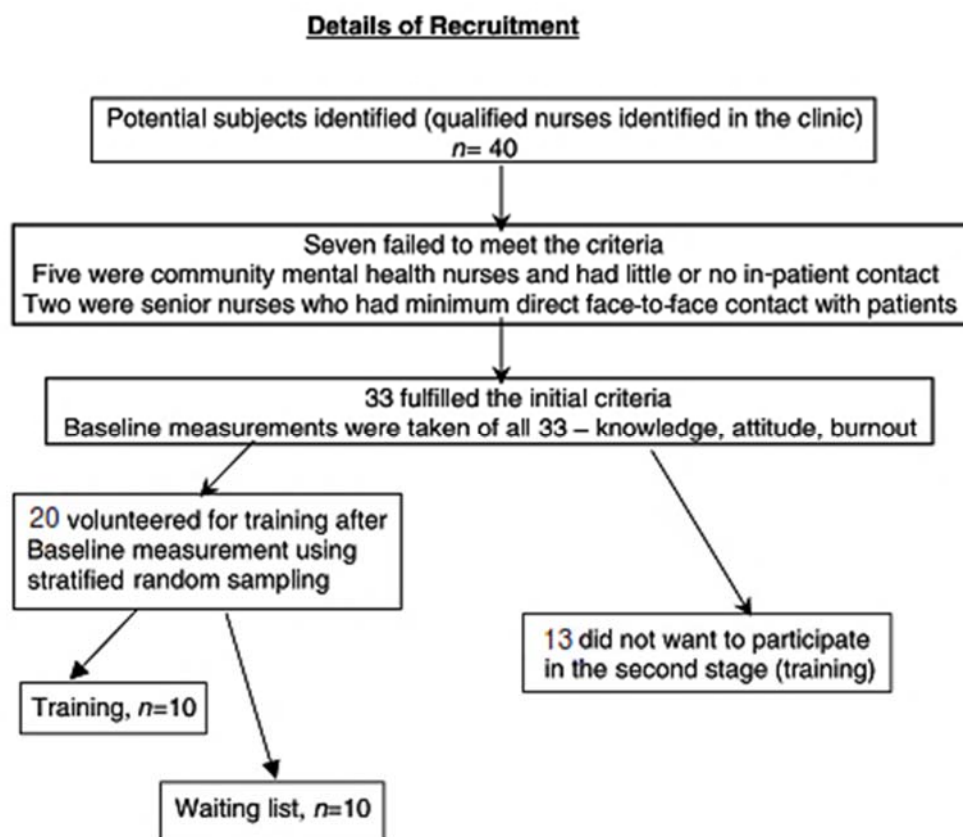 Details of Recruitment
Potential subjects identified (qualified nurses identified in the clinic)
n= 40
Seven failed to meet the criteria
Five were community mental health nurses and had little or no in-patient contact
Two were senior nurses who had minimum direct face-to-face contact with patients
33 fulfilled the initial criteria
Baseline measurements were taken of all 33 – knowledge, attitude, burnout
20 volunteered for training after
Baseline measurement using
stratified random sampling
13 did not want to participate
in the second stage (training)
Training, n=10
Waiting list, n=10